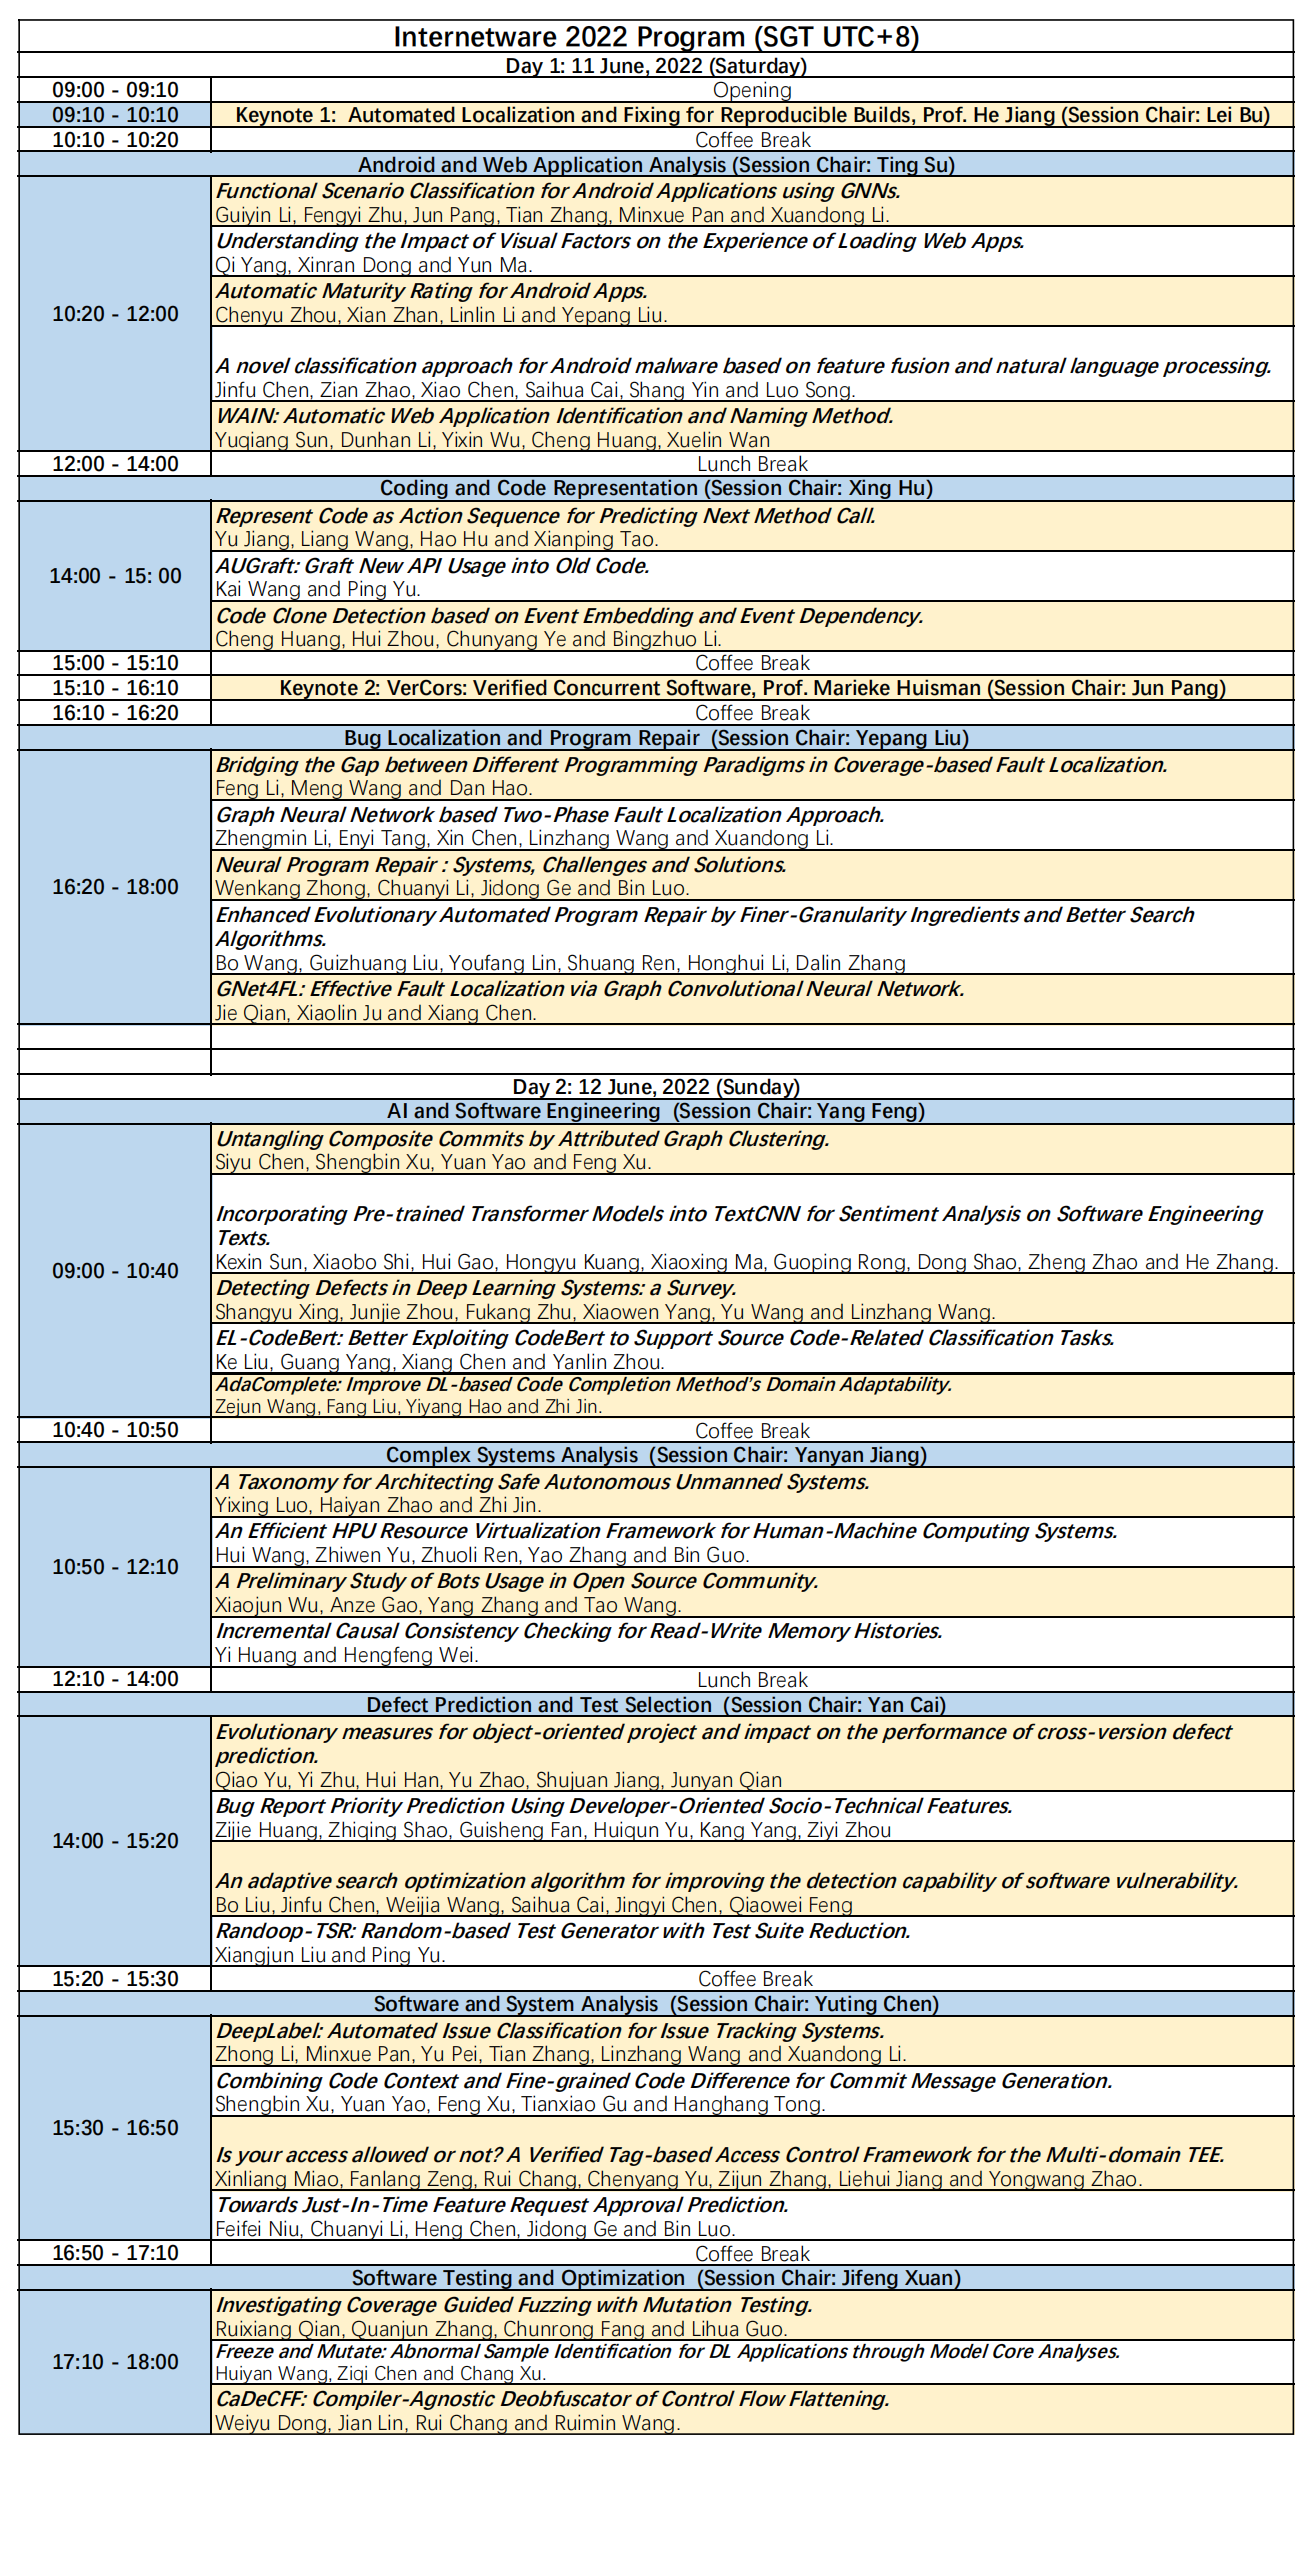 Internetware 2022 Program (SGT UTC+8)
Day 1: 11 June, 2022 (Saturday)
09:00 - 09:10 Opening
09:10 - 10:10 Keynote 1: Automated Localization and Fixing for Reproducible Builds, Prof. He Jiang (Session Chair: Lei Bu)
10:10 - 10:20 Coffee Break
Android and Web Application Analysis (Session Chair: Ting Su)
10:20 - 12:00
Functional Scenario Classification for Android Applications using GNNs.
Guiyin Li, Fengyi Zhu, Jun Pang, Tian Zhang, Minxue Pan and Xuandong Li.
Understanding the Impact of Visual Factors on the Experience of Loading Web Apps.
Qi Yang, Xinran Dong and Yun Ma.
Automatic Maturity Rating for Android Apps.
Chenyu Zhou, Xian Zhan, Linlin Li and Yepang Liu.
A novel classification approach for Android malware based on feature fusion and natural language processing.
Jinfu Chen, Zian Zhao, Xiao Chen, Saihua Cai, Shang Yin and Luo Song.
WAIN: Automatic Web Application Identification and Naming Method.
Yuqiang Sun, Dunhan Li, Yixin Wu, Cheng Huang, Xuelin Wan
12:00 - 14:00 Lunch Break
Coding and Code Representation (Session Chair: Xing Hu)
14:00 - 15: 00
Represent Code as Action Sequence for Predicting Next Method Call.
Yu Jiang, Liang Wang, Hao Hu and Xianping Tao.
AUGraft: Graft New API Usage into Old Code.
Kai Wang and Ping Yu.
Code Clone Detection based on Event Embedding and Event Dependency.
Cheng Huang, Hui Zhou, Chunyang Ye and Bingzhuo Li.
15:00 - 15:10 Coffee Break
15:10 - 16:10 Keynote 2: VerCors: Verified Concurrent Software, Prof. Marieke Huisman (Session Chair: Jun Pang)
16:10 - 16:20 Coffee Break
Bug Localization and Program Repair (Session Chair: Yepang Liu)
16:20 - 18:00
Bridging the Gap between Different Programming Paradigms in Coverage-based Fault Localization.
Feng Li, Meng Wang and Dan Hao.
Graph Neural Network based Two-Phase Fault Localization Approach.
Zhengmin Li, Enyi Tang, Xin Chen, Linzhang Wang and Xuandong Li.
Neural Program Repair : Systems, Challenges and Solutions.
Wenkang Zhong, Chuanyi Li, Jidong Ge and Bin Luo.
Enhanced Evolutionary Automated Program Repair by Finer-Granularity Ingredients and Better Search
Algorithms.
Bo Wang, Guizhuang Liu, Youfang Lin, Shuang Ren, Honghui Li, Dalin Zhang
GNet4FL: Effective Fault Localization via Graph Convolutional Neural Network.
Jie Qian, Xiaolin Ju and Xiang Chen.
Day 2: 12 June, 2022 (Sunday)
AI and Software Engineering (Session Chair: Yang Feng)
09:00 - 10:40
Untangling Composite Commits by Attributed Graph Clustering.
Siyu Chen, Shengbin Xu, Yuan Yao and Feng Xu.
Incorporating Pre-trained Transformer Models into TextCNN for Sentiment Analysis on Software Engineering
Texts.
Kexin Sun, Xiaobo Shi, Hui Gao, Hongyu Kuang, Xiaoxing Ma, Guoping Rong, Dong Shao, Zheng Zhao and He Zhang.
Detecting Defects in Deep Learning Systems: a Survey.
Shangyu Xing, Junjie Zhou, Fukang Zhu, Xiaowen Yang, Yu Wang and Linzhang Wang.
EL-CodeBert: Better Exploiting CodeBert to Support Source Code-Related Classification Tasks.
Ke Liu, Guang Yang, Xiang Chen and Yanlin Zhou.
AdaComplete: Improve DL-based Code Completion Method's Domain Adaptability.
Zejun Wang, Fang Liu, Yiyang Hao and Zhi Jin.
10:40 - 10:50 Coffee Break
Complex Systems Analysis (Session Chair: Yanyan Jiang)
10:50 - 12:10
A Taxonomy for Architecting Safe Autonomous Unmanned Systems.
Yixing Luo, Haiyan Zhao and Zhi Jin.
An Efficient HPU Resource Virtualization Framework for Human-Machine Computing Systems.
Hui Wang, Zhiwen Yu, Zhuoli Ren, Yao Zhang and Bin Guo.
A Preliminary Study of Bots Usage in Open Source Community.
Xiaojun Wu, Anze Gao, Yang Zhang and Tao Wang.
Incremental Causal Consistency Checking for Read-Write Memory Histories.
Yi Huang and Hengfeng Wei.
12:10 - 14:00 Lunch Break
Defect Prediction and Test Selection (Session Chair: Yan Cai)
14:00 - 15:20
Evolutionary measures for object-oriented project and impact on the performance of cross-version defect
prediction.
Qiao Yu, Yi Zhu, Hui Han, Yu Zhao, Shujuan Jiang, Junyan Qian
Bug Report Priority Prediction Using Developer-Oriented Socio-Technical Features.
Zijie Huang, Zhiqing Shao, Guisheng Fan, Huiqun Yu, Kang Yang, Ziyi Zhou
An adaptive search optimization algorithm for improving the detection capability of software vulnerability.
Bo Liu, Jinfu Chen, Weijia Wang, Saihua Cai, Jingyi Chen, Qiaowei Feng
Randoop-TSR: Random-based Test Generator with Test Suite Reduction.
Xiangjun Liu and Ping Yu.
15:20 - 15:30 Coffee Break
Software and System Analysis (Session Chair: Yuting Chen)
15:30 - 16:50
DeepLabel: Automated Issue Classification for Issue Tracking Systems.
Zhong Li, Minxue Pan, Yu Pei, Tian Zhang, Linzhang Wang and Xuandong Li.
Combining Code Context and Fine-grained Code Difference for Commit Message Generation.
Shengbin Xu, Yuan Yao, Feng Xu, Tianxiao Gu and Hanghang Tong.
Is your access allowed or not? A Verified Tag-based Access Control Framework for the Multi-domain TEE.
Xinliang Miao, Fanlang Zeng, Rui Chang, Chenyang Yu, Zijun Zhang, Liehui Jiang and Yongwang Zhao.
Towards Just-In-Time Feature Request Approval Prediction.
Feifei Niu, Chuanyi Li, Heng Chen, Jidong Ge and Bin Luo.
16:50 - 17:10 Coffee Break
Software Testing and Optimization (Session Chair: Jifeng Xuan)
17:10 - 18:00
Investigating Coverage Guided Fuzzing with Mutation Testing.
Ruixiang Qian, Quanjun Zhang, Chunrong Fang and Lihua Guo.
Freeze and Mutate: Abnormal Sample Identification for DL Applications through Model Core Analyses.
Huiyan Wang, Ziqi Chen and Chang Xu.
CaDeCFF: Compiler-Agnostic Deobfuscator of Control Flow Flattening.
Weiyu Dong, Jian Lin, Rui Chang and Ruimin Wang.